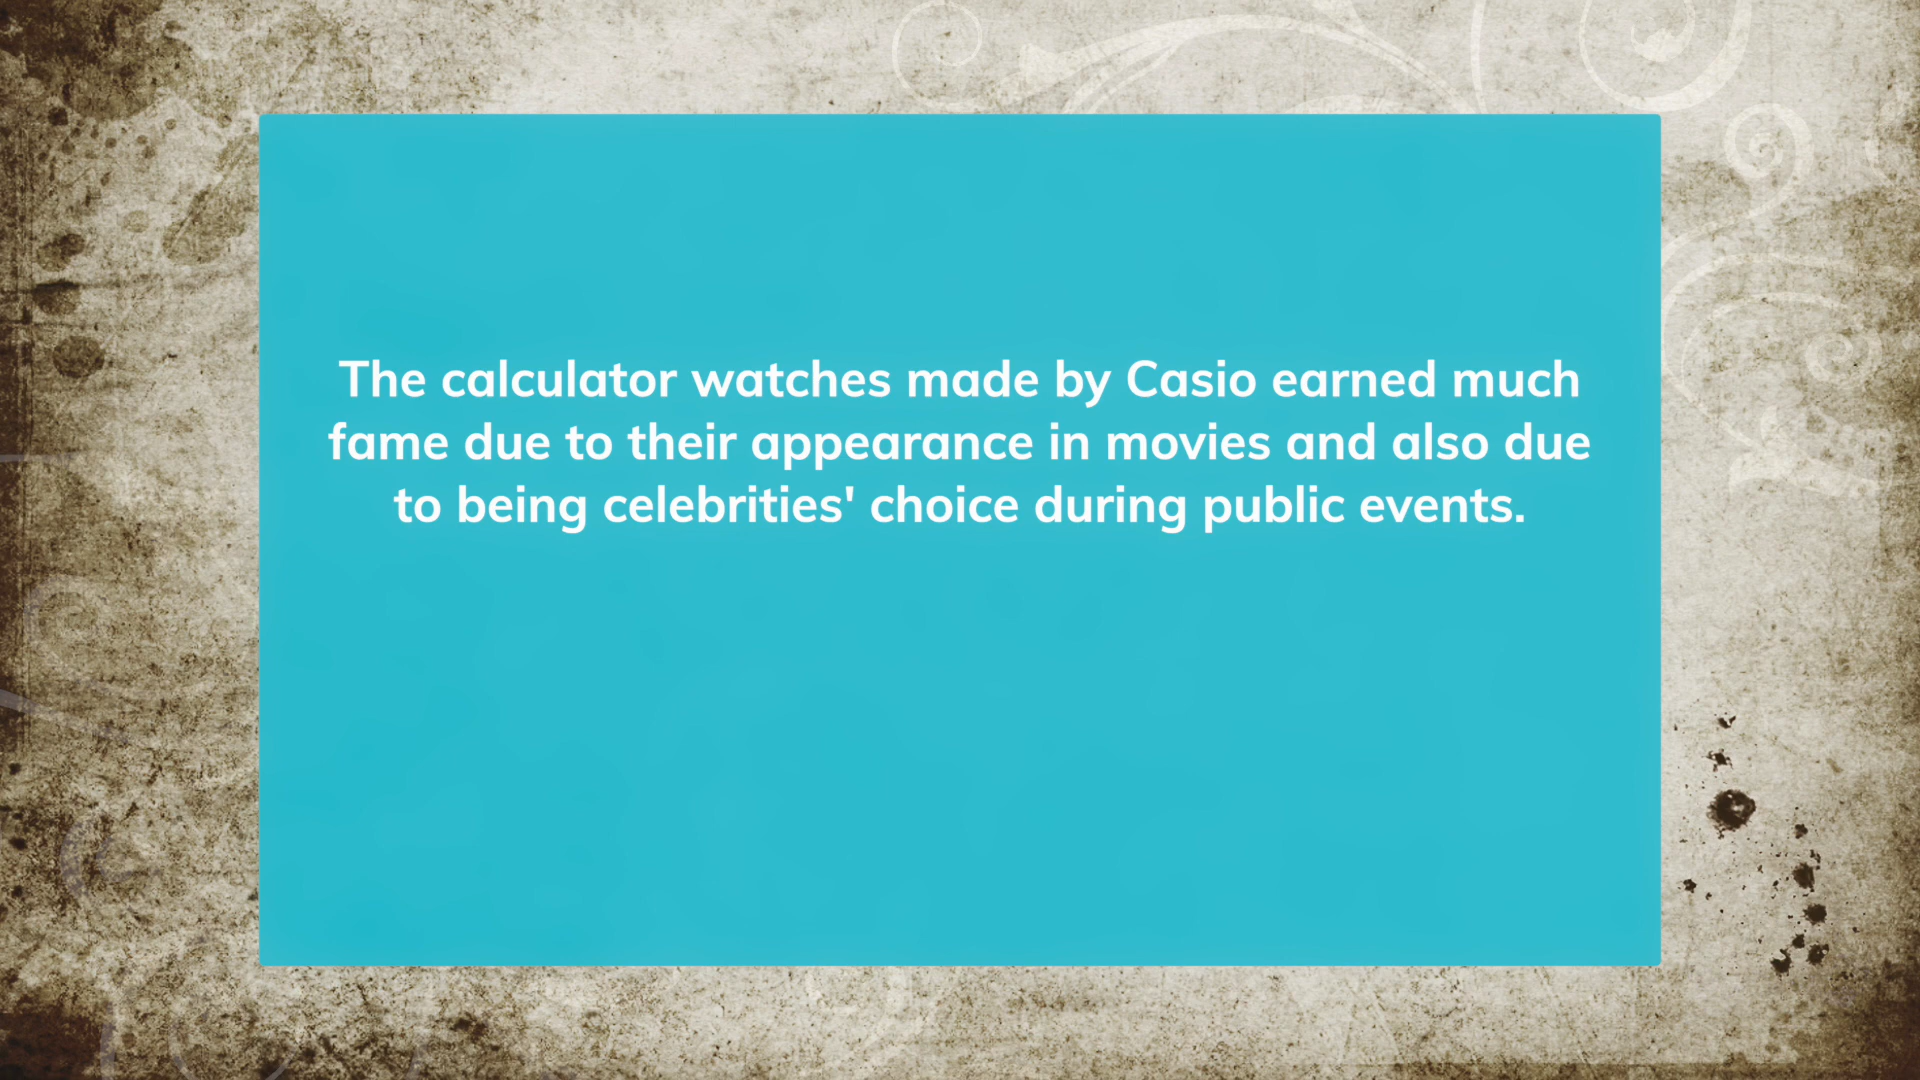 The calculator watches made by Casio earned much
fame due to their appearance in movies and also due
to being celebrities' choice during public events.